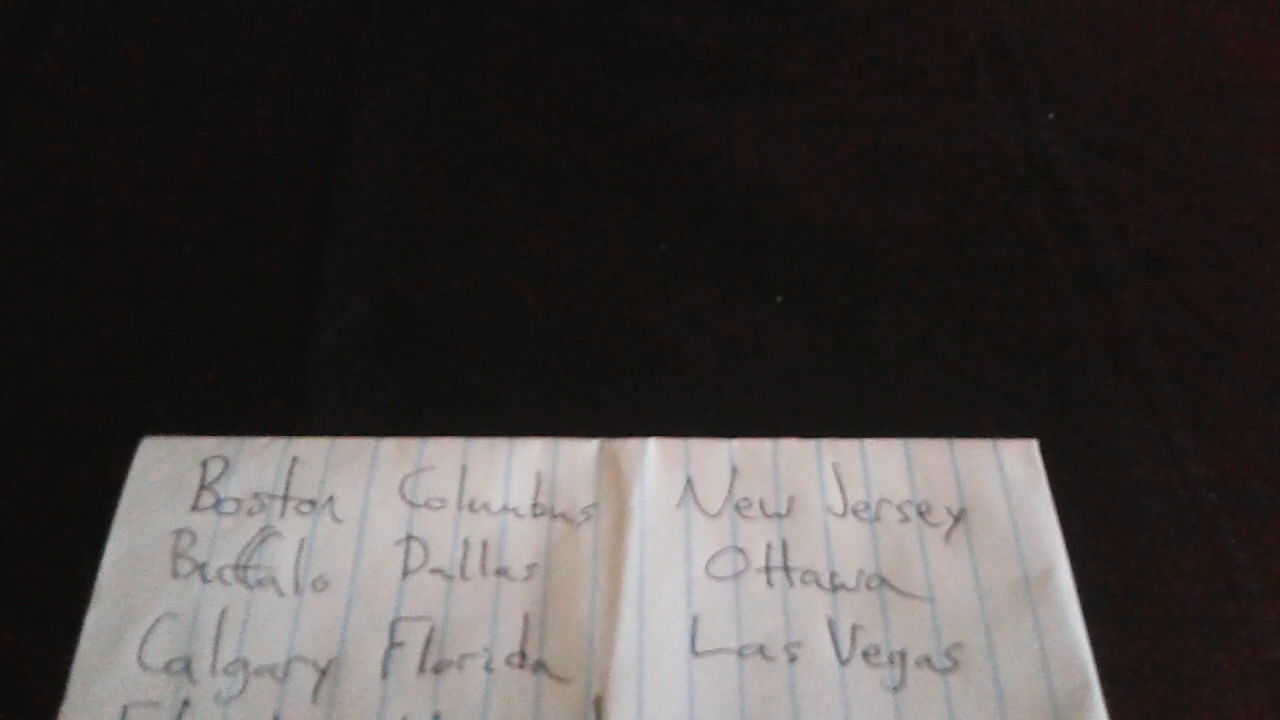 Boston Columbus New Jersey
Buffalo Dallas Ottawa
Calgary Florida Las Vegas